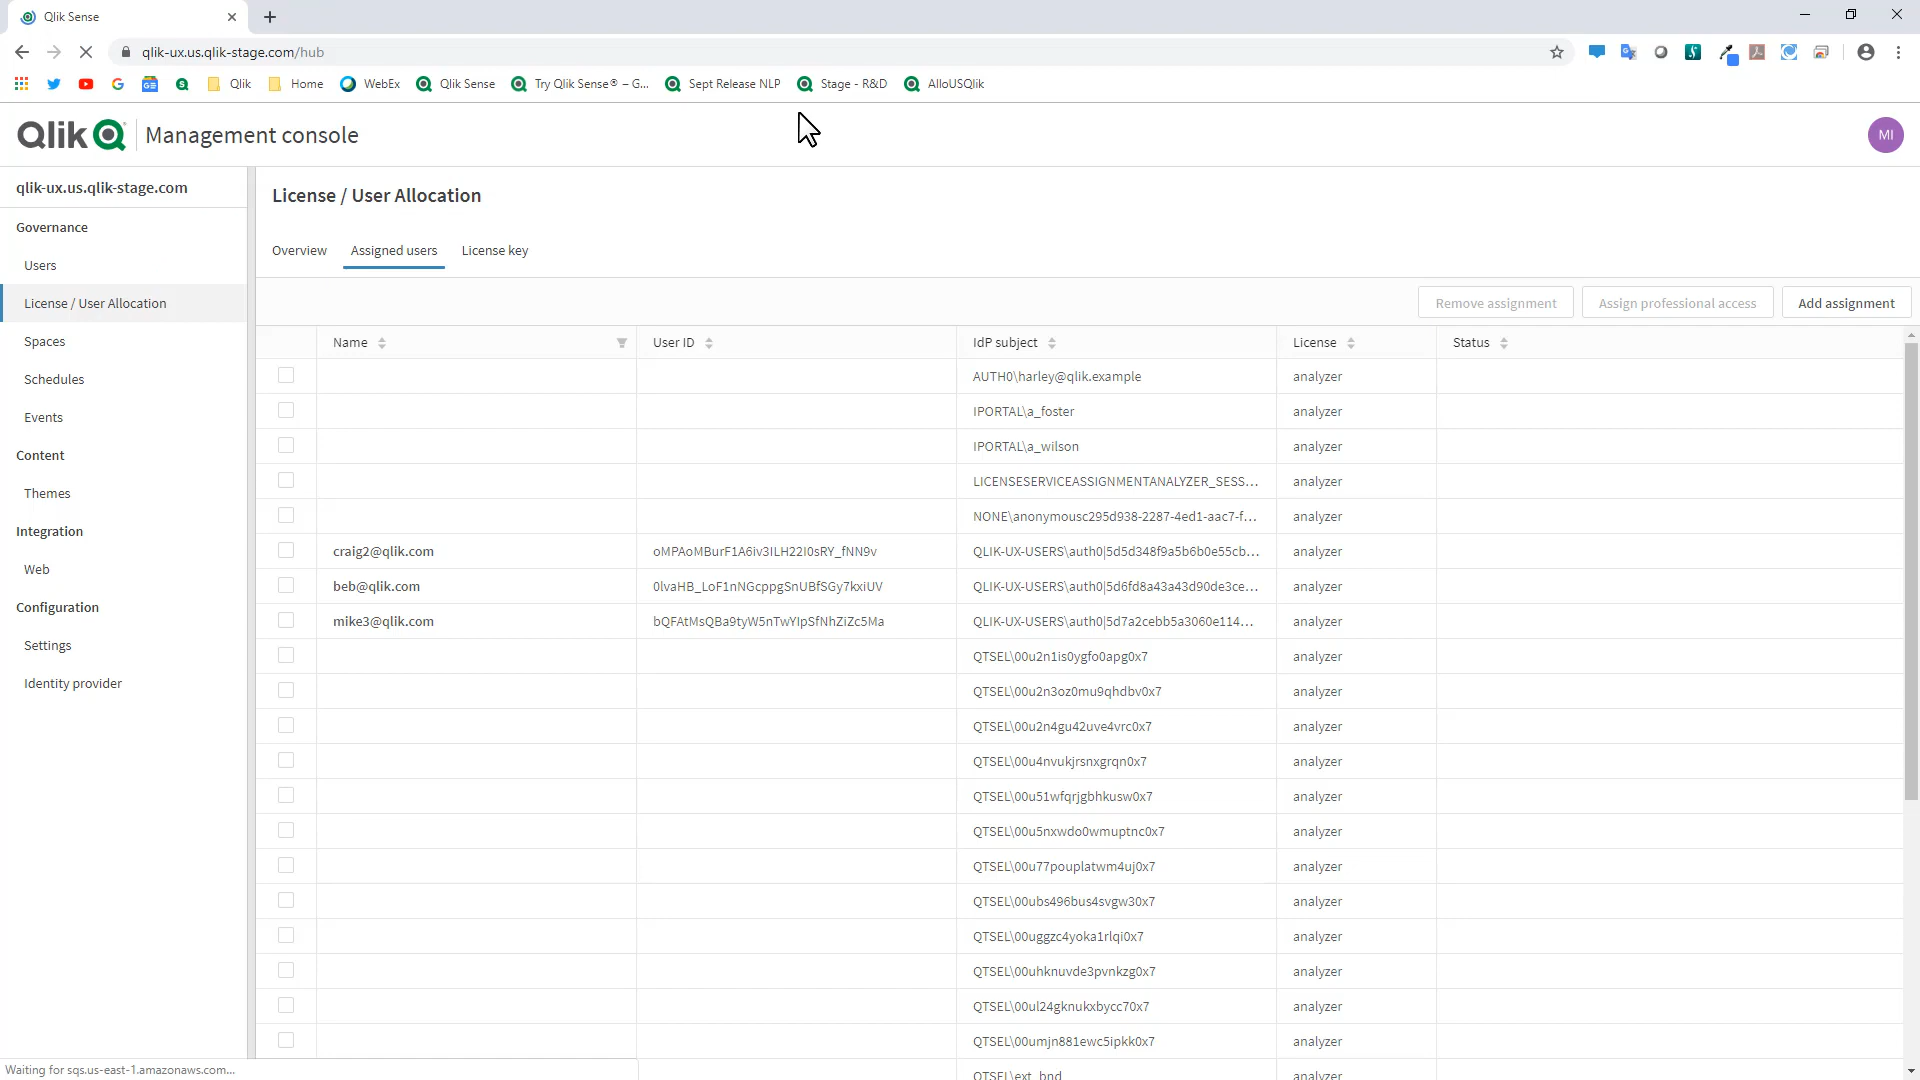 Qlik Sense
qlik-ux.us.qlik-stage.com/hub
Qlik
Home
WebEx
Qlik Sense
Try Qlik Sense® – G...
Sept Release NLP
Stage - R&D
AlloUSQlik
Qlik
Management console
MI
qlik-ux.us.qlik-stage.com
Governance
Users
License / User Allocation
Spaces
Schedules
Events
Content
Themes
Integration
Web
Configuration
Settings
Identity provider
License / User Allocation
Overview
Assigned users
License key
Remove assignment
Assign professional access
Add assignment
Name User ID IdP subject License Status
AUTH0\harley@qlik.example analyzer
IPORTAL\a_foster analyzer
IPORTAL\a_wilson analyzer
LICENSESERVICEASSIGNMENTANALYZER_SESS... analyzer
NONE\anonymousc295d938-2287-4ed1-aac7-f... analyzer
craig2@qlik.com oMPAoMBurF1A6iv3ILH22I0sRY_fNN9v QLIK-UX-USERS\auth0|5d5d348f9a5b6b0e55cb... analyzer
beb@qlik.com 0lvaHB_LoF1nNGcppgSnUBfSGy7kxiUV QLIK-UX-USERS\auth0|5d6fd8a43a43d90de3ce... analyzer
mike3@qlik.com bQFAtMsQBa9tyW5nTwYIpSfNhZiZc5Ma QLIK-UX-USERS\auth0|5d7a2cebb5a3060e114... analyzer
QTSEL\00u2n1is0ygfo0apg0x7 analyzer
QTSEL\00u2n3oz0mu9qhdbv0x7 analyzer
QTSEL\00u2n4gu42uve4vrc0x7 analyzer
QTSEL\00u4nvukjrsnxgrqn0x7 analyzer
QTSEL\00u51wfqrjgbhkusw0x7 analyzer
QTSEL\00u5nxwdo0wmuptnc0x7 analyzer
QTSEL\00u77pouplatwm4uj0x7 analyzer
QTSEL\00ubs496bus4svgw30x7 analyzer
QTSEL\00uggzc4yoka1rlqi0x7 analyzer
QTSEL\00uhknuvde3pvnkzg0x7 analyzer
QTSEL\00ul24gknukxbycc70x7 analyzer
QTSEL\00umjn881ewc5ipkk0x7 analyzer
QTSEL\ext_bnd analyzer
Waiting for sqs.us-east-1.amazonaws.com...